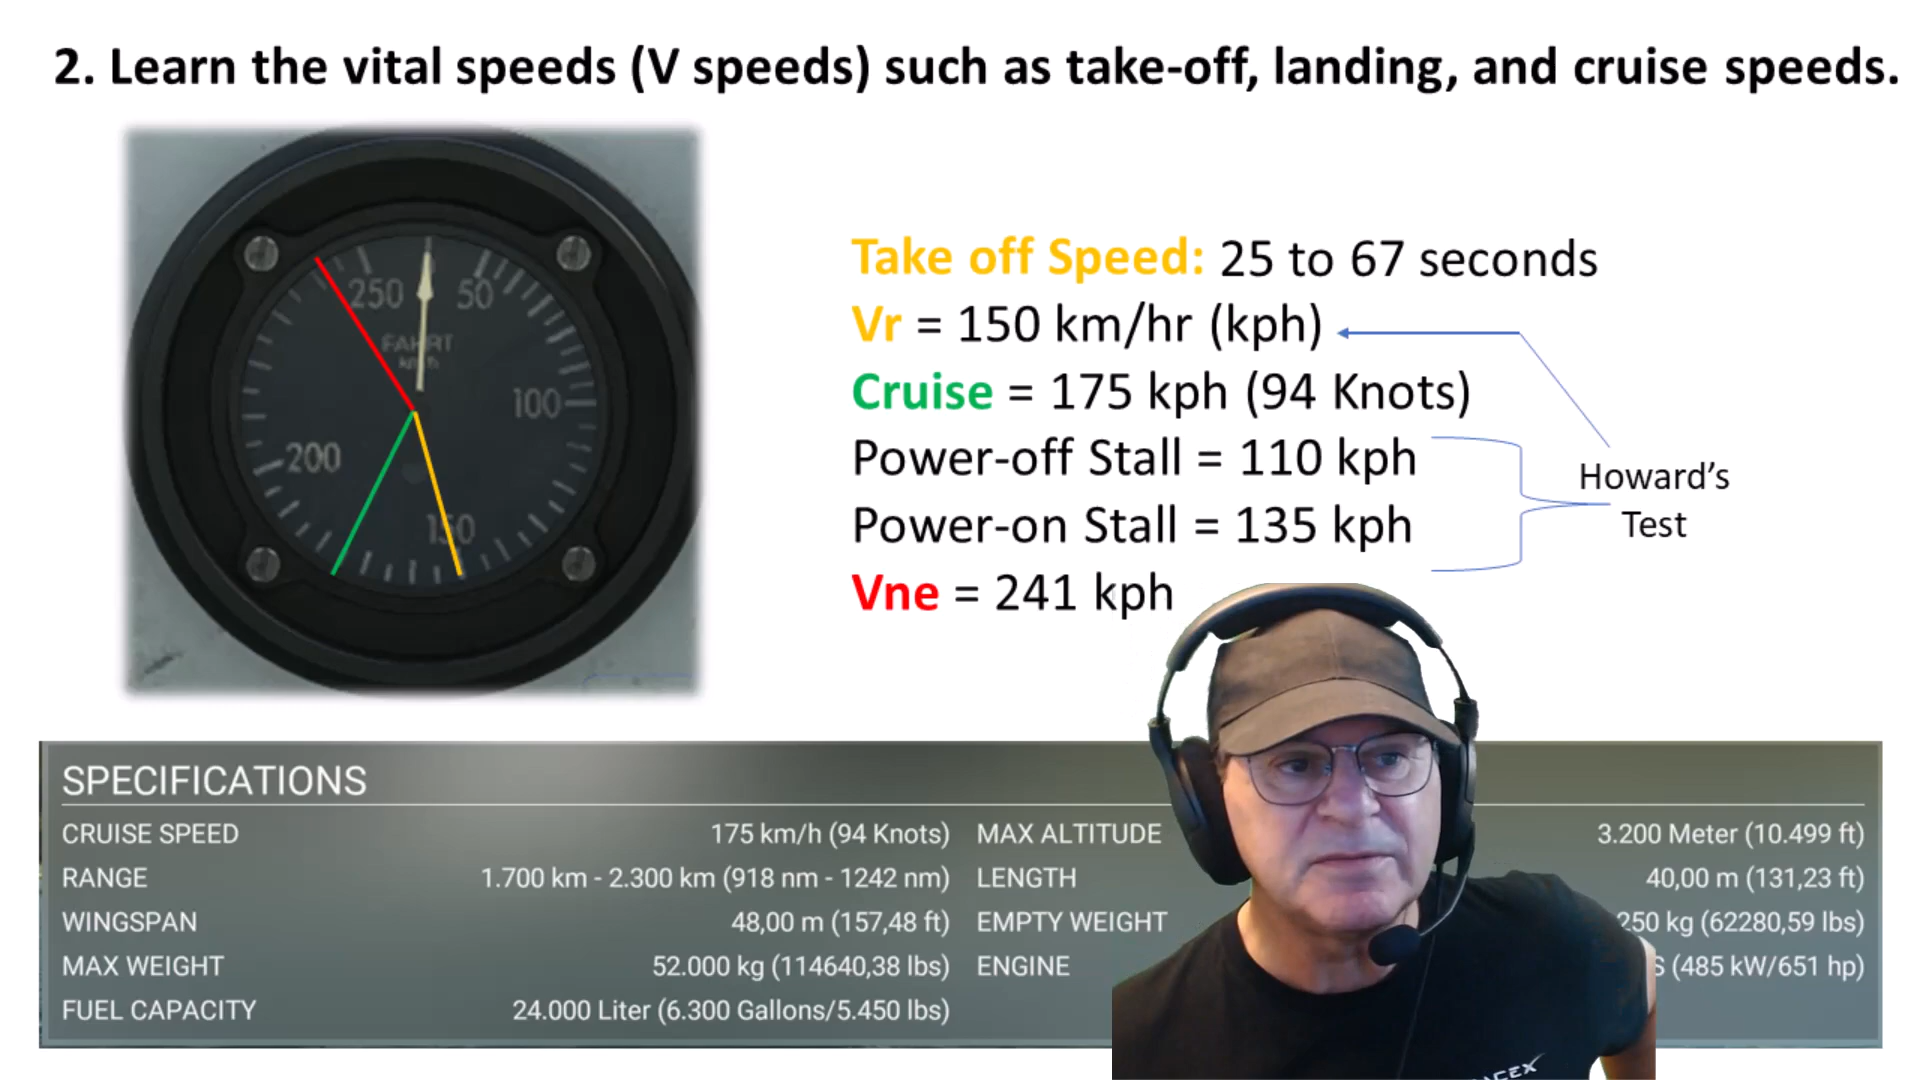 2. Learn the vital speeds (V speeds) such as take-off, landing, and cruise speeds.
250
50
FAHRT
100
200
150
Take off Speed: 25 to 67 seconds
Vr = 150 km/hr (kph)
Cruise = 175 kph (94 Knots)
Power-off Stall = 110 kph
Power-on Stall = 135 kph
Vne = 241 kph
Howard's
Test
SPECIFICATIONS
CRUISE SPEED 175 km/h (94 Knots)
RANGE 1.700 km - 2.300 km (918 nm - 1242 nm)
WINGSPAN 48,00 m (157,48 ft)
MAX WEIGHT 52.000 kg (114640,38 lbs)
FUEL CAPACITY 24.000 Liter (6.300 Gallons/5.450 lbs)
MAX ALTITUDE 3.200 Meter (10.499 ft)
LENGTH 40,00 m (131,23 ft)
EMPTY WEIGHT 250 kg (62280,59 lbs)
ENGINE S (485 kW/651 hp)